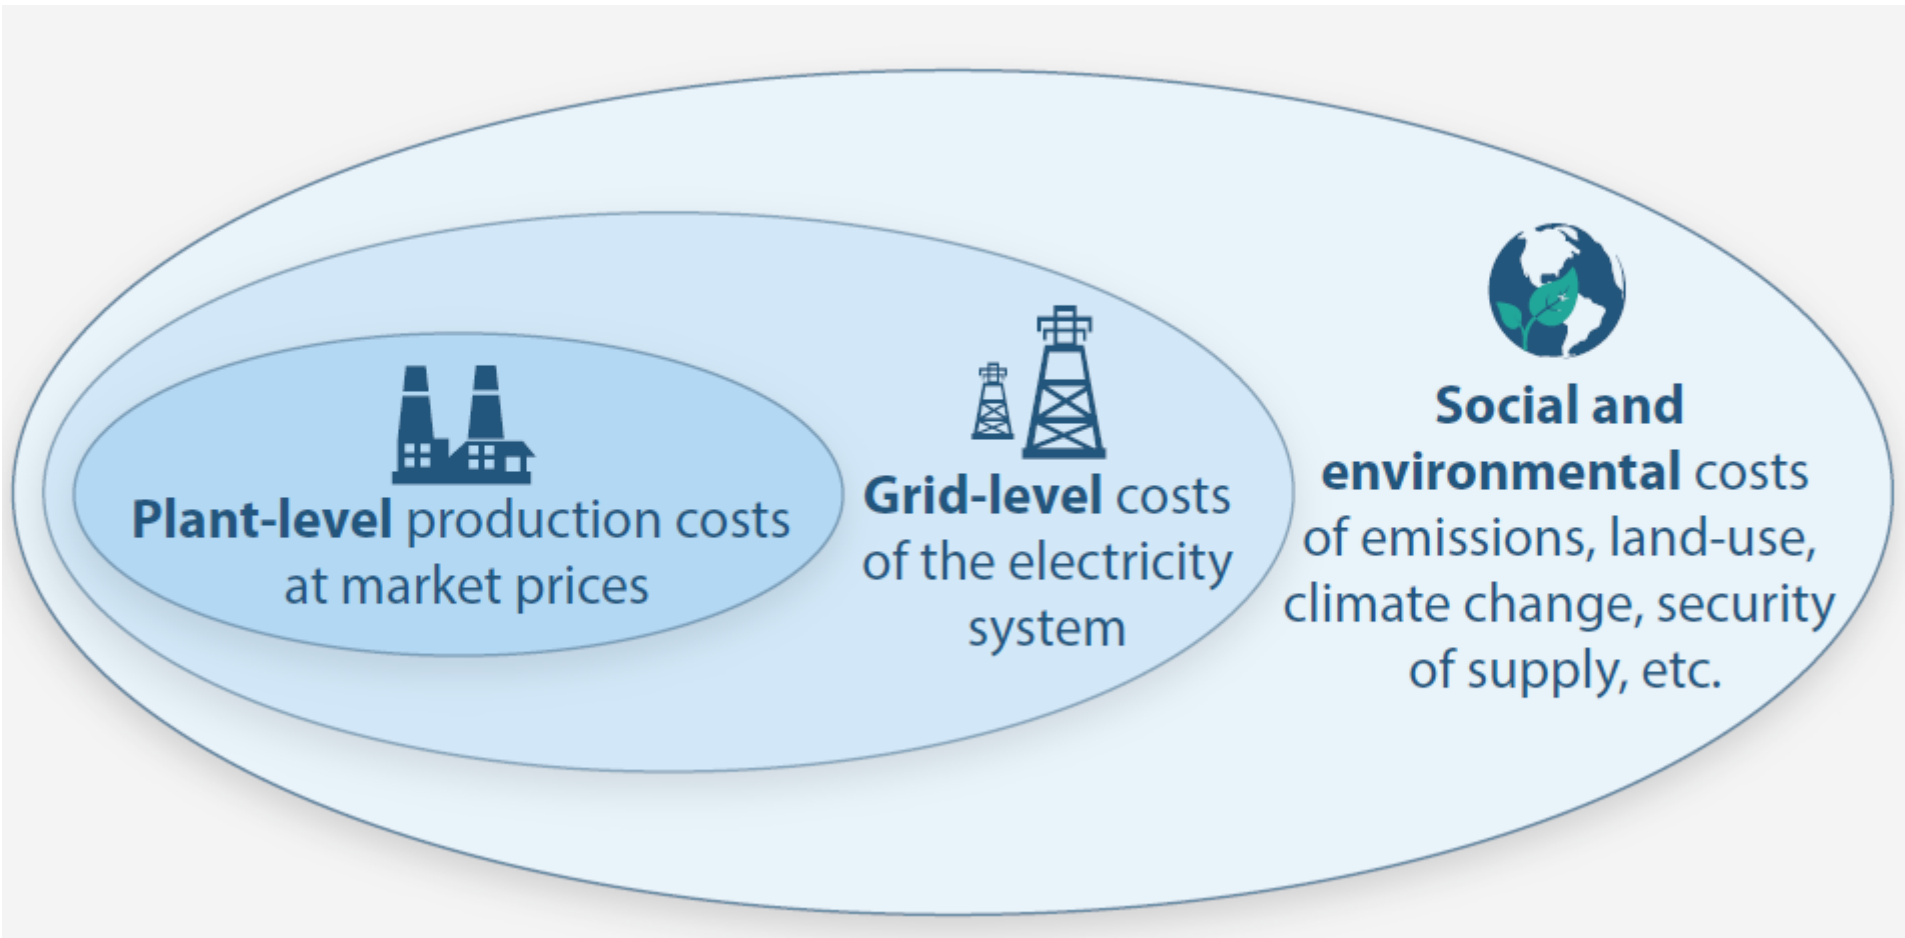 Plant-level production costs
at market prices
Grid-level costs
of the electricity
system
Social and
environmental costs
of emissions, land-use,
climate change, security
of supply, etc.